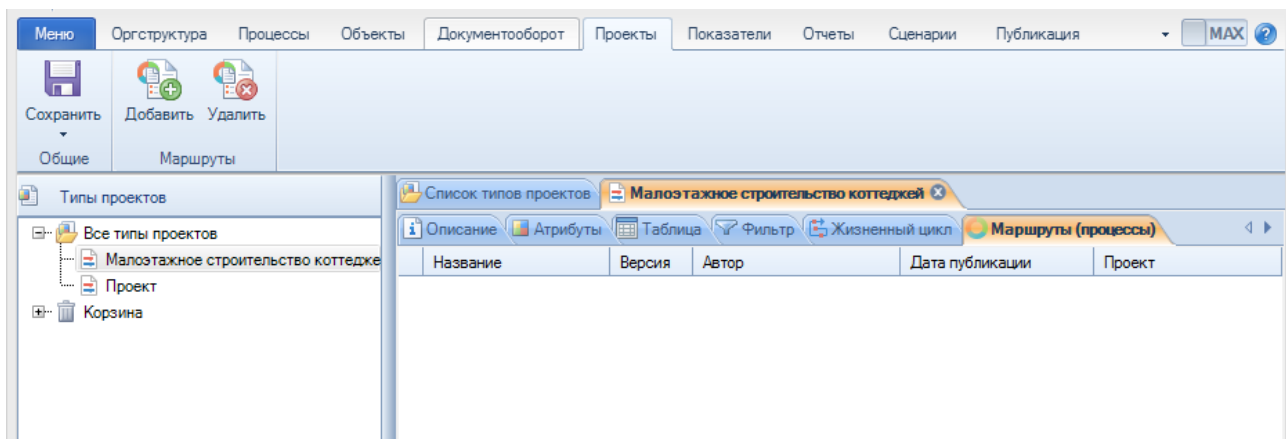 Меню Оргструктура Процессы Объекты Документооборот Проекты Показатели Отчеты Сценарии Публикация MAX ?
Сохранить Добавить Удалить
Общие Маршруты
Типы проектов
Все типы проектов
Малоэтажное строительство коттедже
Проект
Корзина
Список типов проектов Малоэтажное строительство коттеджей
Описание Атрибуты Таблица Фильтр Жизненный цикл Маршруты (процессы)
Название Версия Автор Дата публикации Проект